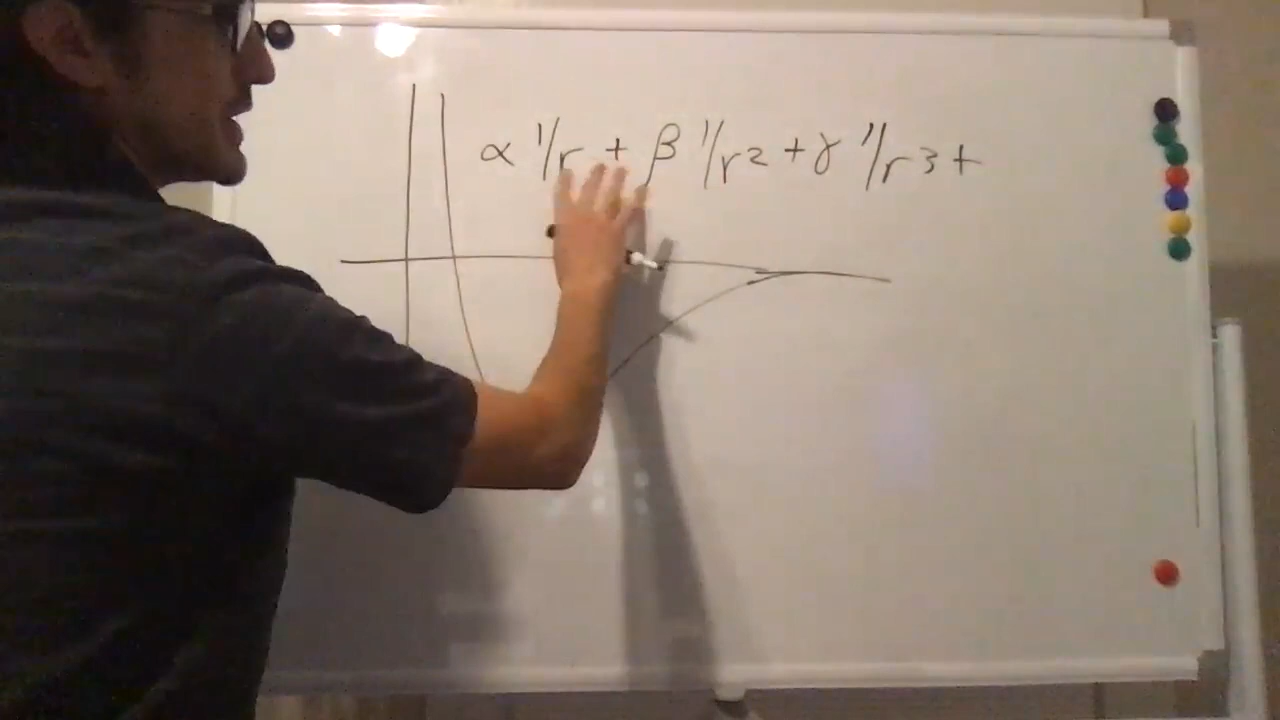 α 1/r + β 1/r2 + γ 1/r3 +